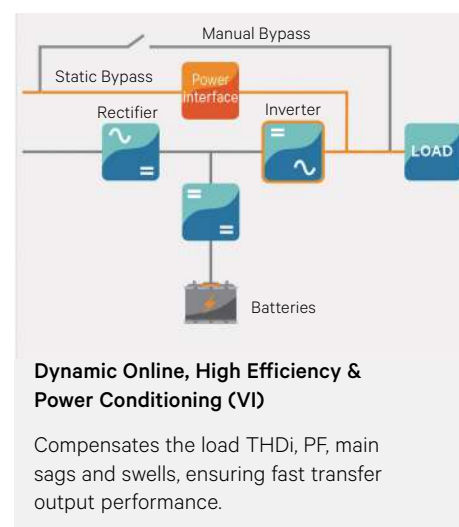 Manual Bypass
Static Bypass
Power
Interface
Rectifier
Inverter
LOAD
Batteries
Dynamic Online, High Efficiency &
Power Conditioning (VI)
Compensates the load THDi, PF, main
sags and swells, ensuring fast transfer
output performance.